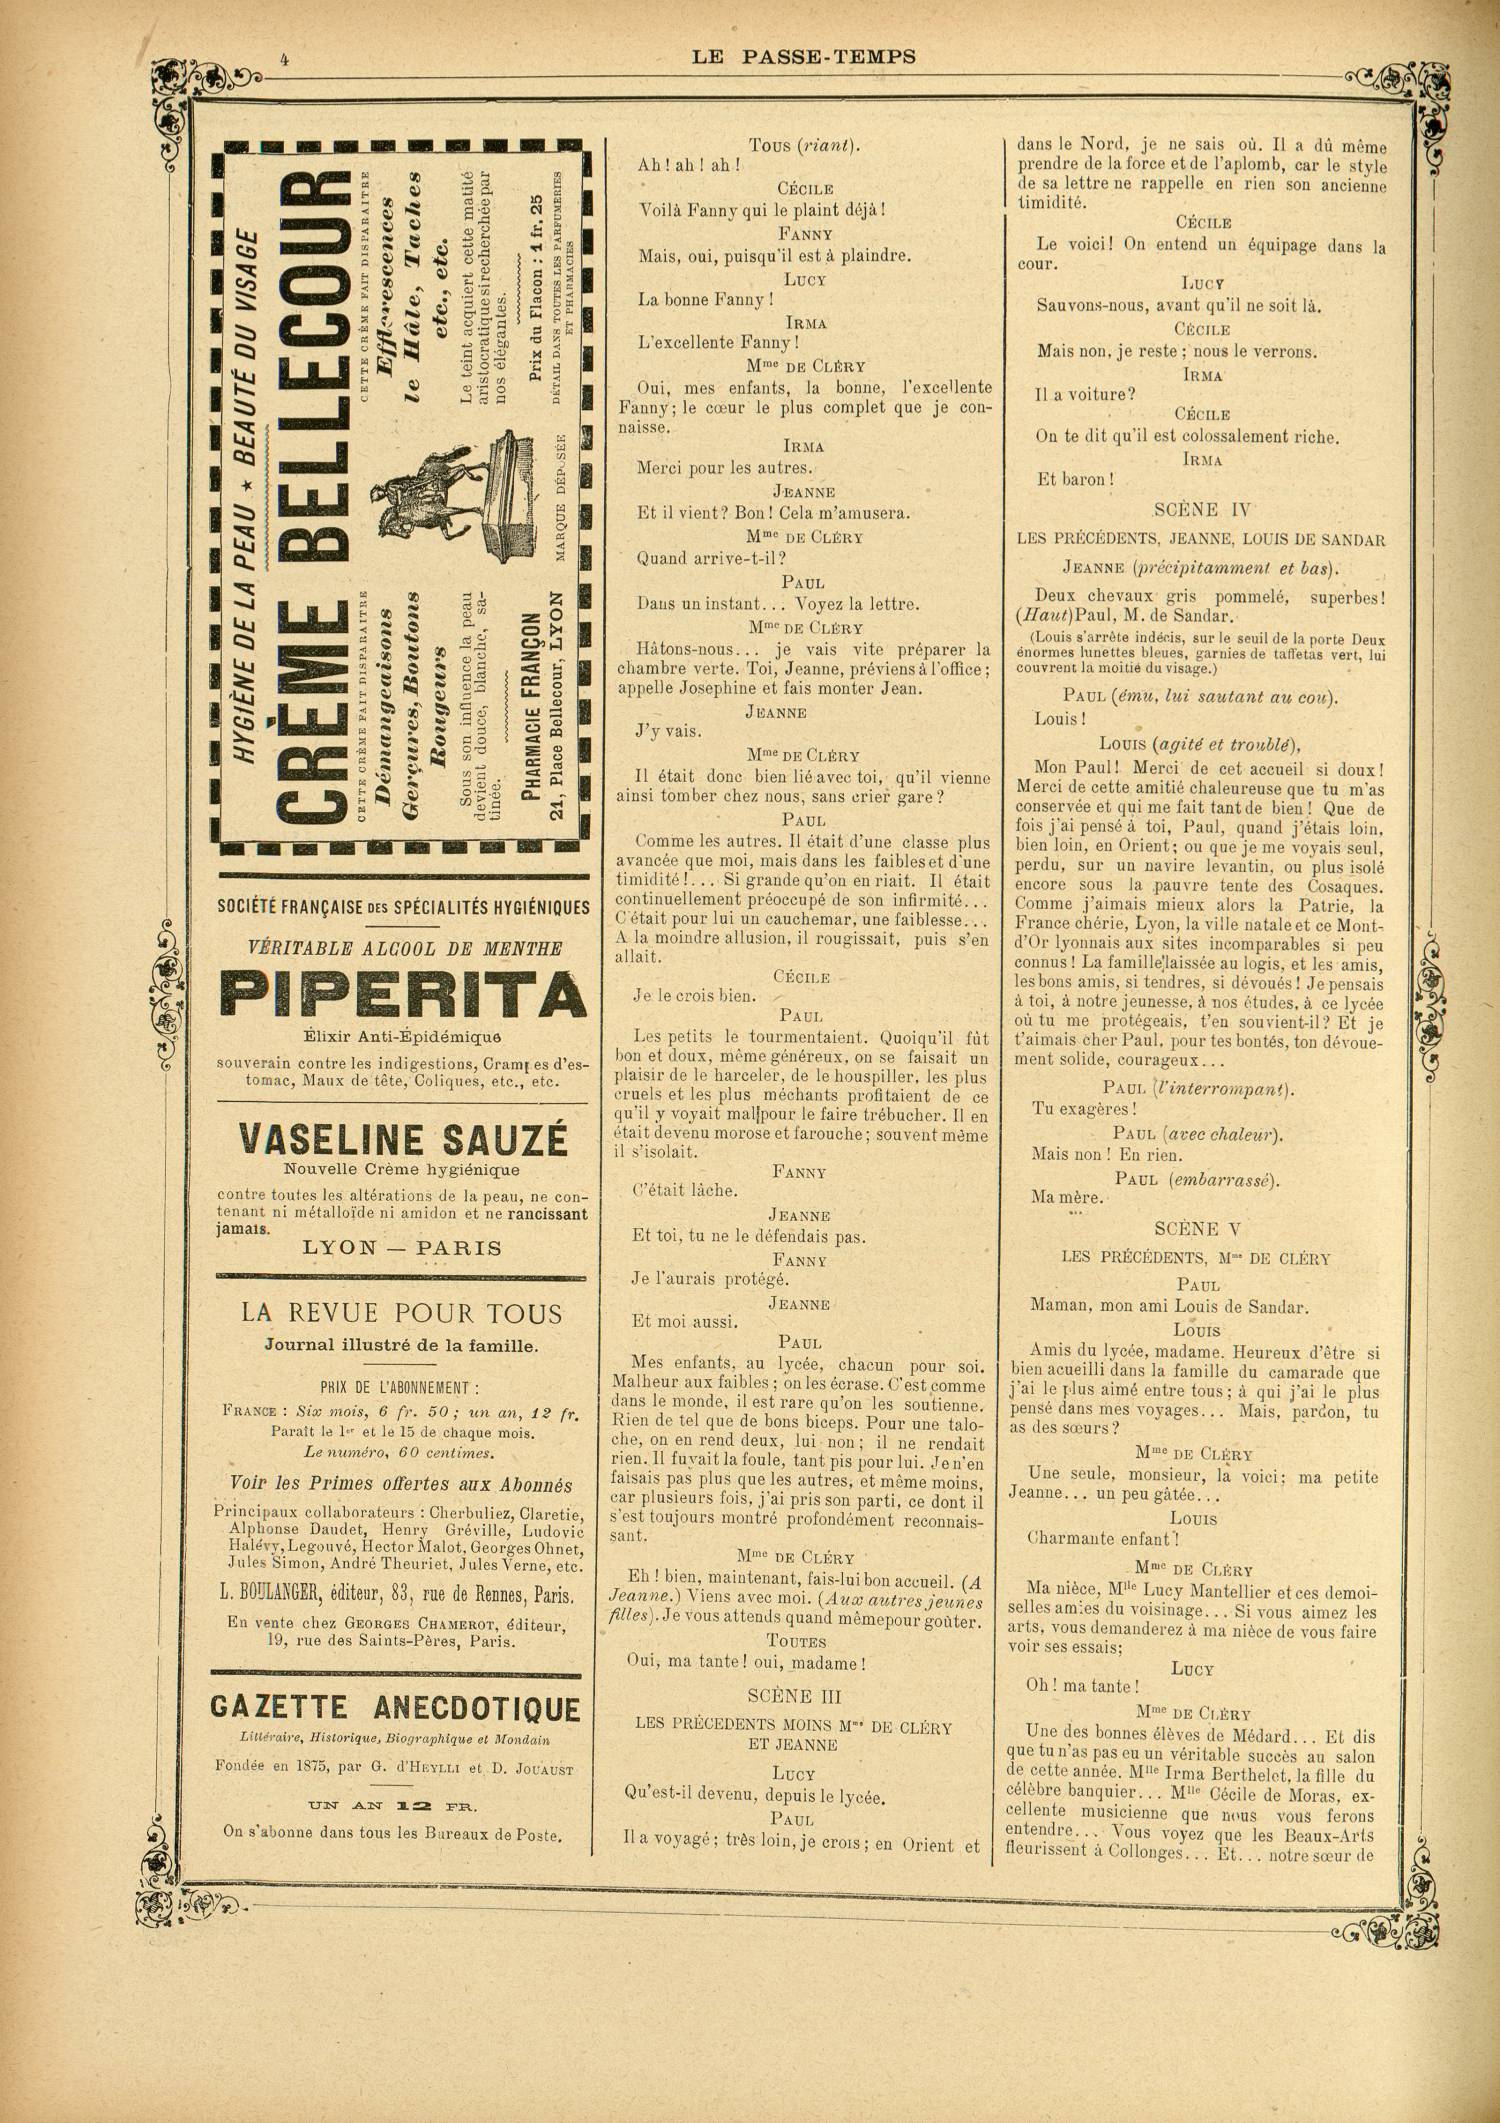 4
LE PASSE-TEMPS
HYGIÈNE DE LA PEAU ★ BEAUTÉ DU VISAGE
CRÈME BELLECOUR
CETTE CRÈME FAIT DISPARAITRE
Démangeaisons
Gerçures, Boutons
Rougeurs
Sous son influence la peau
devient douce, blanche, sa-
tinée.
PHARMACIE FRANÇON
21, Place Bellecour, LYON
MARQUE DÉPOSÉE
CETTE CRÈME FAIT DISPARAITRE
Efflorescences
le Hâle, Taches
etc., etc.
Le teint acquiert cette matité
aristocratique si recherchée par
nos élégantes.
Prix du Flacon : 1 fr. 25
DÉTAIL DANS TOUTES LES PARFUMERIES
ET PHARMACIES
SOCIÉTÉ FRANÇAISE DES SPÉCIALITÉS HYGIÉNIQUES
VÉRITABLE ALCOOL DE MENTHE
PIPERITA
Élixir Anti-Épidémique
souverain contre les indigestions, Crampes d'es-
tomac, Maux de tête, Coliques, etc., etc.
VASELINE SAUZÉ
Nouvelle Crème hygiénique
contre toutes les altérations de la peau, ne con-
tenant ni métalloïde ni amidon et ne rancissant
jamais.
LYON — PARIS
LA REVUE POUR TOUS
Journal illustré de la famille.
PRIX DE L'ABONNEMENT :
FRANCE : Six mois, 6 fr. 50 ; un an, 12 fr.
Paraît le 1er et le 15 de chaque mois.
Le numéro, 60 centimes.
Voir les Primes offertes aux Abonnés
Principaux collaborateurs : Cherbuliez, Claretie,
Alphonse Daudet, Henry Gréville, Ludovic
Halévy, Legouvé, Hector Malot, Georges Ohnet,
Jules Simon, André Theuriet, Jules Verne, etc.
L. BOULANGER, éditeur, 83, rue de Rennes, Paris.
En vente chez GEORGES CHAMEROT, éditeur,
19, rue des Saints-Pères, Paris.
GAZETTE ANECDOTIQUE
Littéraire, Historique, Biographique et Mondain
Fondée en 1875, par G. d'HEYLLI et D. JOUAUST
UN AN 12 FR.
On s'abonne dans tous les Bureaux de Poste.
TOUS (riant).
Ah ! ah ! ah !
CÉCILE
Voilà Fanny qui le plaint déjà !
FANNY
Mais, oui, puisqu'il est à plaindre.
LUCY
La bonne Fanny !
IRMA
L'excellente Fanny !
Mme DE CLÉRY
Oui, mes enfants, la bonne, l'excellente
Fanny ; le cœur le plus complet que je con-
naisse.
IRMA
Merci pour les autres.
JEANNE
Et il vient ? Bon ! Cela m'amusera.
Mme DE CLÉRY
Quand arrive-t-il ?
PAUL
Dans un instant... Voyez la lettre.
Mme DE CLÉRY
Hâtons-nous... je vais vite préparer la
chambre verte. Toi, Jeanne, préviens à l'office ;
appelle Josephine et fais monter Jean.
JEANNE
J'y vais.
Mme DE CLÉRY
Il était donc bien lié avec toi, qu'il vienne
ainsi tomber chez nous, sans crier gare ?
PAUL
Comme les autres. Il était d'une classe plus
avancée que moi, mais dans les faibles et d'une
timidité !... Si grande qu'on en riait. Il était
continuellement préoccupé de son infirmité...
C'était pour lui un cauchemar, une faiblesse...
A la moindre allusion, il rougissait, puis s'en
allait.
CÉCILE
Je le crois bien.
PAUL
Les petits le tourmentaient. Quoiqu'il fût
bon et doux, même généreux, on se faisait un
plaisir de le harceler, de le houspiller, les plus
cruels et les plus méchants profitaient de ce
qu'il y voyait mal pour le faire trébucher. Il en
était devenu morose et farouche ; souvent même
il s'isolait.
FANNY
C'était lâche.
JEANNE
Et toi, tu ne le défendais pas.
FANNY
Je l'aurais protégé.
JEANNE
Et moi aussi.
PAUL
Mes enfants, au lycée, chacun pour soi.
Malheur aux faibles ; on les écrase. C'est comme
dans le monde, il est rare qu'on les soutienne.
Rien de tel que de bons biceps. Pour une talo-
che, on en rend deux, lui non ; il ne rendait
rien. Il fuyait la foule, tant pis pour lui. Je n'en
faisais pas plus que les autres, et même moins,
car plusieurs fois, j'ai pris son parti, ce dont il
s'est toujours montré profondément reconnais-
sant.
Mme DE CLÉRY
Eh ! bien, maintenant, fais-lui bon accueil. (A
Jeanne.) Viens avec moi. (Aux autres jeunes
filles). Je vous attends quand même pour goûter.
TOUTES
Oui, ma tante ! oui, madame !
SCÈNE III
LES PRÉCEDENTS MOINS Mme DE CLÉRY
ET JEANNE
LUCY
Qu'est-il devenu, depuis le lycée.
PAUL
Il a voyagé ; très loin, je crois ; en Orient et
dans le Nord, je ne sais où. Il a dû même
prendre de la force et de l'aplomb, car le style
de sa lettre ne rappelle en rien son ancienne
timidité.
CÉCILE
Le voici ! On entend un équipage dans la
cour.
LUCY
Sauvons-nous, avant qu'il ne soit là.
CÉCILE
Mais non, je reste ; nous le verrons.
IRMA
Il a voiture ?
CÉCILE
On te dit qu'il est colossalement riche.
IRMA
Et baron !
SCÈNE IV
LES PRÉCÉDENTS, JEANNE, LOUIS DE SANDAR
JEANNE (précipitamment et bas).
Deux chevaux gris pommelé, superbes !
(Haut) Paul, M. de Sandar.
(Louis s'arrête indécis, sur le seuil de la porte Deux
énormes lunettes bleues, garnies de taffetas vert, lui
couvrent la moitié du visage.)
PAUL (ému, lui sautant au cou).
Louis !
LOUIS (agité et troublé),
Mon Paul ! Merci de cet accueil si doux !
Merci de cette amitié chaleureuse que tu m'as
conservée et qui me fait tant de bien ! Que de
fois j'ai pensé à toi, Paul, quand j'étais loin,
bien loin, en Orient ; ou que je me voyais seul,
perdu, sur un navire levantin, ou plus isolé
encore sous la pauvre tente des Cosaques.
Comme j'aimais mieux alors la Patrie, la
France chérie, Lyon, la ville natale et ce Mont-
d'Or lyonnais aux sites incomparables si peu
connus ! La famille laissée au logis, et les amis,
les bons amis, si tendres, si dévoués ! Je pensais
à toi, à notre jeunesse, à nos études, à ce lycée
où tu me protégeais, t'en souvient-il ? Et je
t'aimais cher Paul, pour tes bontés, ton dévoue-
ment solide, courageux...
PAUL (l'interrompant).
Tu exagères !
PAUL (avec chaleur).
Mais non ! En rien.
PAUL (embarrassé).
Ma mère.
SCÈNE V
LES PRÉCÉDENTS, Mme DE CLÉRY
PAUL
Maman, mon ami Louis de Sandar.
LOUIS
Amis du lycée, madame. Heureux d'être si
bien acueilli dans la famille du camarade que
j'ai le plus aimé entre tous ; à qui j'ai le plus
pensé dans mes voyages... Mais, pardon, tu
as des sœurs ?
Mme DE CLÉRY
Une seule, monsieur, la voici ; ma petite
Jeanne... un peu gâtée...
LOUIS
Charmante enfant !
Mme DE CLÉRY
Ma nièce, Mlle Lucy Mantellier et ces demoi-
selles amies du voisinage... Si vous aimez les
arts, vous demanderez à ma nièce de vous faire
voir ses essais ;
LUCY
Oh ! ma tante !
Mme DE CLÉRY
Une des bonnes élèves de Médard... Et dis
que tu n'as pas eu un véritable succès au salon
de cette année. Mlle Irma Berthelot, la fille du
célèbre banquier... Mlle Cécile de Moras, ex-
cellente musicienne que nous vous ferons
entendre... Vous voyez que les Beaux-Arts
fleurissent à Collonges... Et... notre sœur de